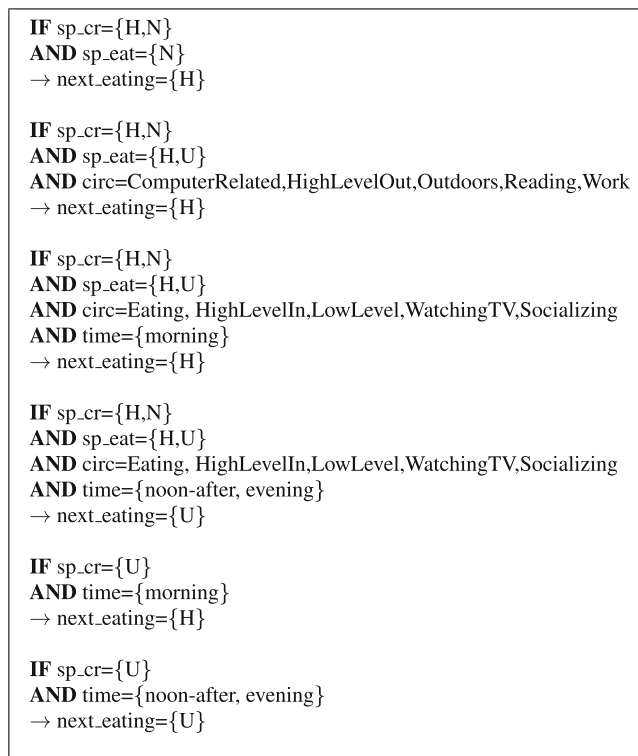 IF sp_cr={H,N}
AND sp_eat={N}
→ next_eating={H}
IF sp_cr={H,N}
AND sp_eat={H,U}
AND circ=ComputerRelated,HighLevelOut,Outdoors,Reading,Work
→ next_eating={H}
IF sp_cr={H,N}
AND sp_eat={H,U}
AND circ=Eating, HighLevelIn,LowLevel,WatchingTV,Socializing
AND time={morning}
→ next_eating={H}
IF sp_cr={H,N}
AND sp_eat={H,U}
AND circ=Eating, HighLevelIn,LowLevel,WatchingTV,Socializing
AND time={noon-after, evening}
→ next_eating={U}
IF sp_cr={U}
AND time={morning}
→ next_eating={H}
IF sp_cr={U}
AND time={noon-after, evening}
→ next_eating={U}